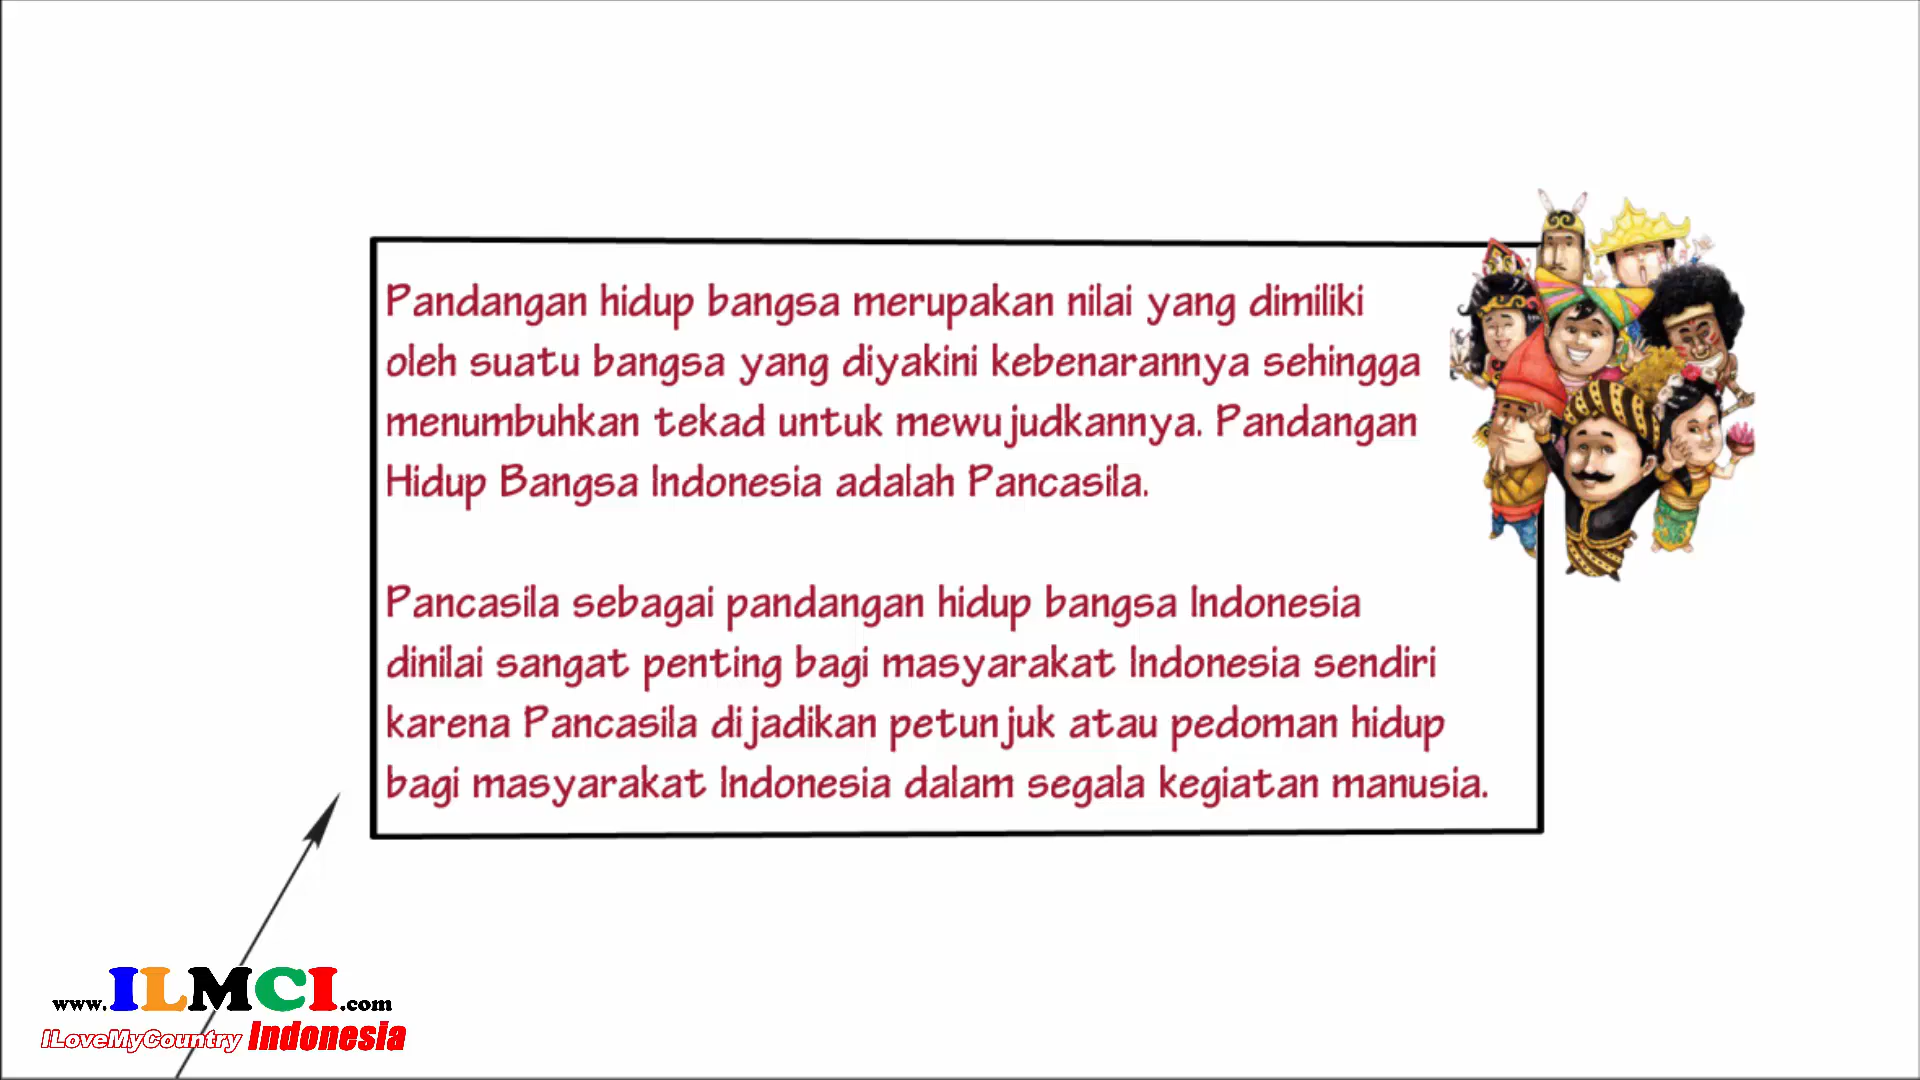 Pandangan hidup bangsa merupakan nilai yang dimiliki
oleh suatu bangsa yang diyakini kebenarannya sehingga
menumbuhkan tekad untuk mewujudkannya. Pandangan
Hidup Bangsa Indonesia adalah Pancasila.
Pancasila sebagai pandangan hidup bangsa Indonesia
dinilai sangat penting bagi masyarakat Indonesia sendiri
karena Pancasila dijadikan petunjuk atau pedoman hidup
bagi masyarakat Indonesia dalam segala kegiatan manusia.
www.ILMCI.com
ILoveMyCountry Indonesia